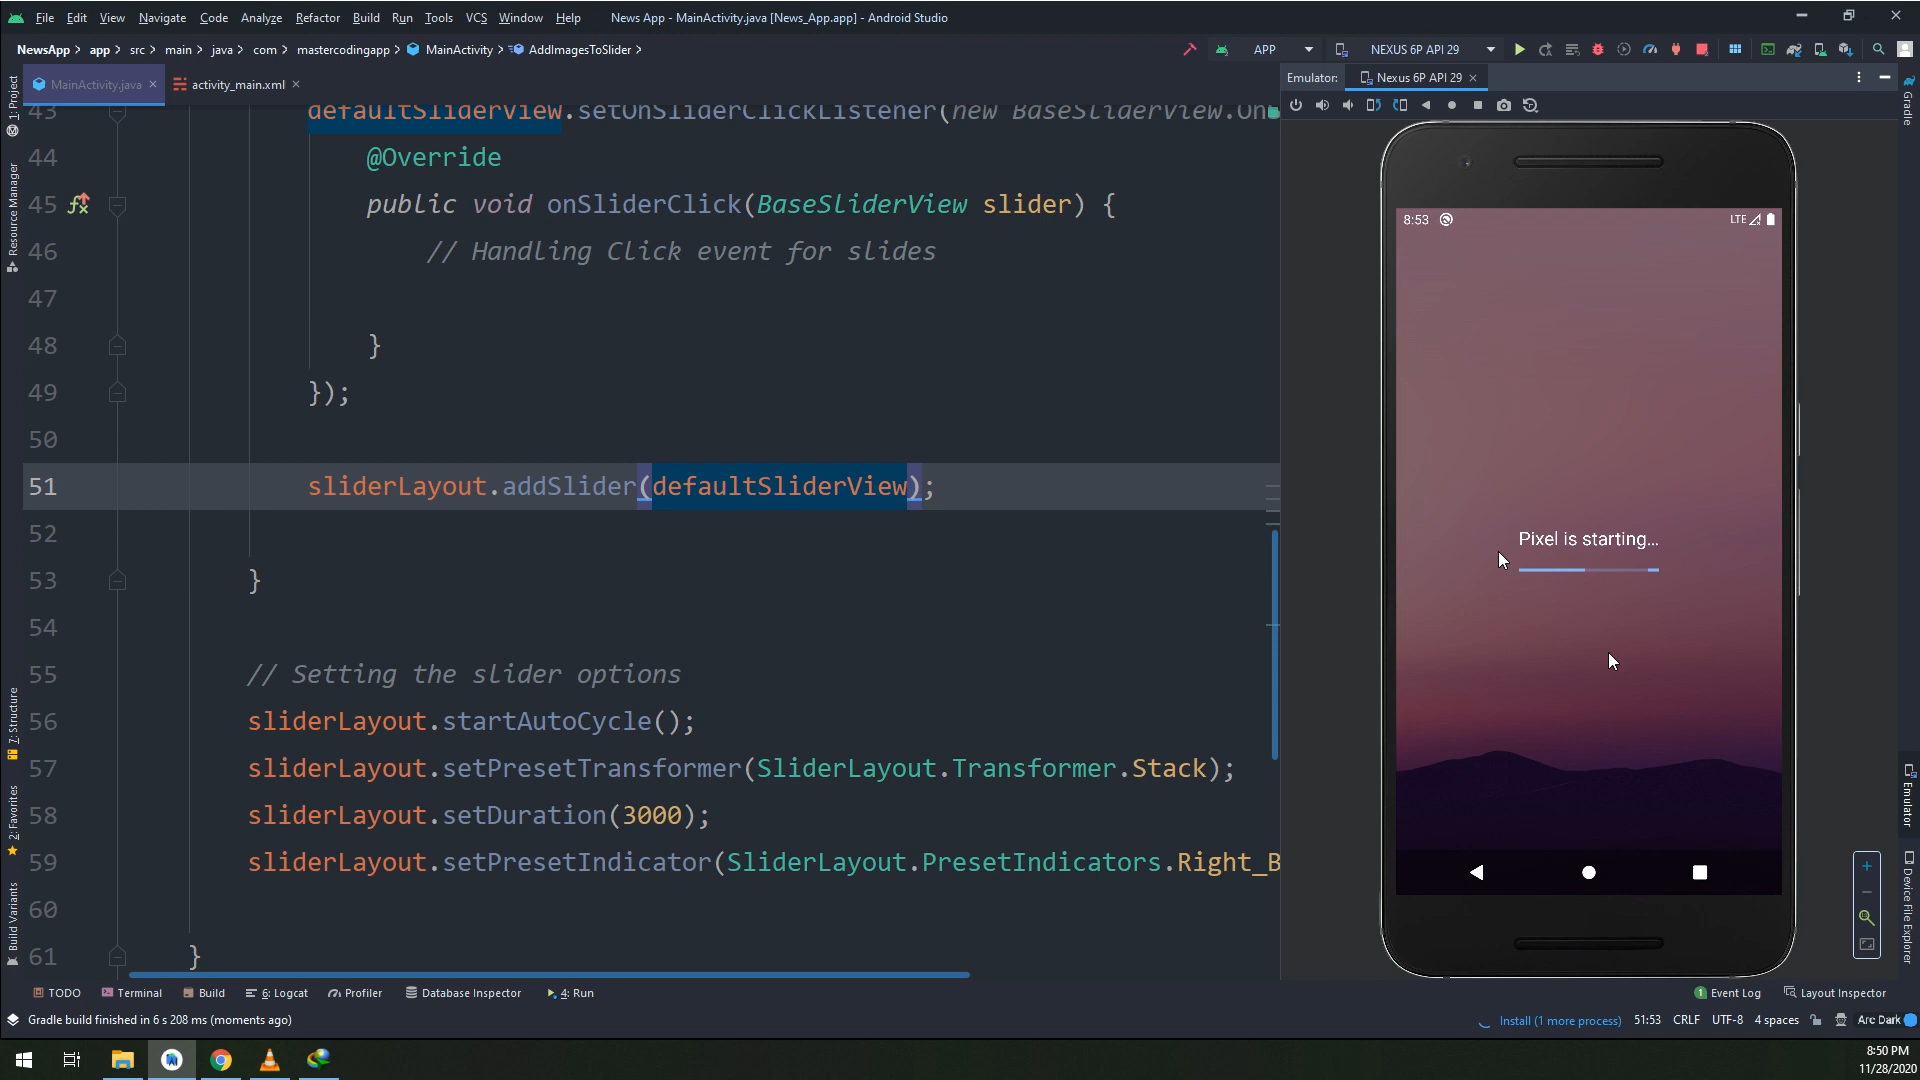 File Edit View Navigate Code Analyze Refactor Build Run Tools VCS Window Help News App - MainActivity.java [News_App.app] - Android Studio
NewsApp app src main java com mastercodingapp MainActivity AddImagesToSlider APP NEXUS 6P API 29
MainActivity.java activity_main.xml
Emulator: Nexus 6P API 29
43 defaultSliderView.setOnSliderClickListener(new BaseSliderView.On
44 @Override
45 public void onSliderClick(BaseSliderView slider) {
46 // Handling Click event for slides
47
48 }
49 });
50
51 sliderLayout.addSlider(defaultSliderView);
52
53 }
54
55 // Setting the slider options
56 sliderLayout.startAutoCycle();
57 sliderLayout.setPresetTransformer(SliderLayout.Transformer.Stack);
58 sliderLayout.setDuration(3000);
59 sliderLayout.setPresetIndicator(SliderLayout.PresetIndicators.Right_B
60
61 }
1: Project
Resource Manager
7: Structure
2: Favorites
Build Variants
8:53 LTE
Pixel is starting...
Gradle
Emulator
Device File Explorer
TODO Terminal Build 6: Logcat Profiler Database Inspector 4: Run 1 Event Log Layout Inspector
Gradle build finished in 6 s 208 ms (moments ago) Install (1 more process) 51:53 CRLF UTF-8 4 spaces Arc Dark
8:50 PM
11/28/2020